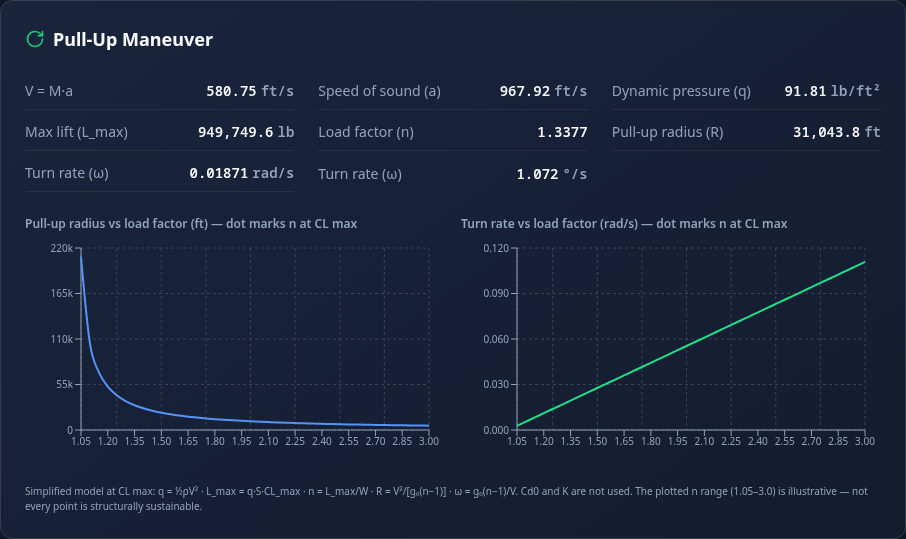 Pull-Up Maneuver
V = M·a 580.75 ft/s Speed of sound (a) 967.92 ft/s Dynamic pressure (q) 91.81 lb/ft²
Max lift (L_max) 949,749.6 lb Load factor (n) 1.3377 Pull-up radius (R) 31,043.8 ft
Turn rate (ω) 0.01871 rad/s Turn rate (ω) 1.072 °/s
Pull-up radius vs load factor (ft) — dot marks n at CL max
220k
165k
110k
55k
0
1.05 1.20 1.35 1.50 1.65 1.80 1.95 2.10 2.25 2.40 2.55 2.70 2.85 3.00
Turn rate vs load factor (rad/s) — dot marks n at CL max
0.120
0.090
0.060
0.030
0.000
1.05 1.20 1.35 1.50 1.65 1.80 1.95 2.10 2.25 2.40 2.55 2.70 2.85 3.00
Simplified model at CL max: q = ½ρV² · L_max = q·S·CL_max · n = L_max/W · R = V²/[g₀(n−1)] · ω = g₀(n−1)/V. Cd0 and K are not used. The plotted n range (1.05–3.0) is illustrative — not
every point is structurally sustainable.